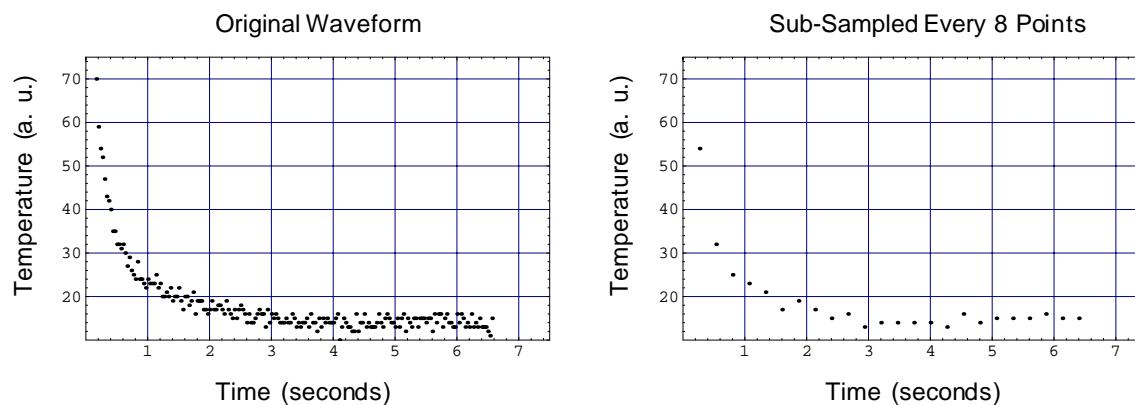 Original Waveform
Temperature (a. u.)
70
60
50
40
30
20
1 2 3 4 5 6 7
Time (seconds)
Sub-Sampled Every 8 Points
Temperature (a. u.)
70
60
50
40
30
20
1 2 3 4 5 6 7
Time (seconds)